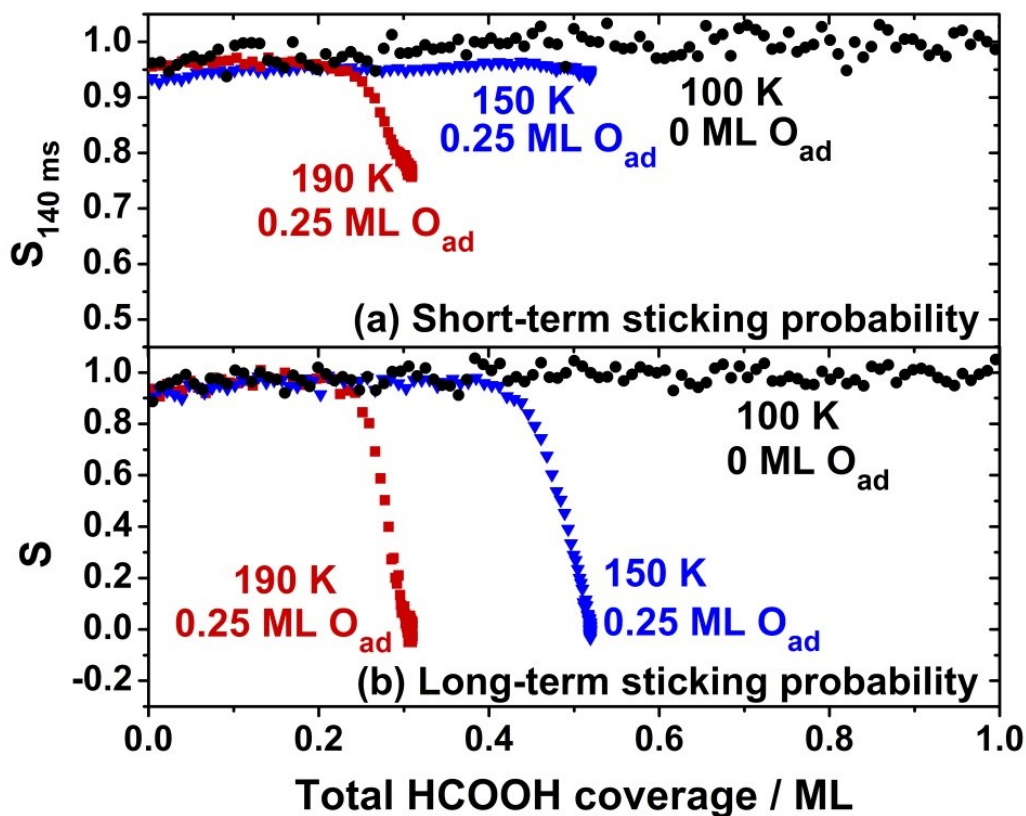 1.0
0.9
0.8
0.7
0.6
0.5
S140 ms
150 K
0.25 ML Oad
100 K
0 ML Oad
190 K
0.25 ML Oad
(a) Short-term sticking probability
1.0
0.8
0.6
0.4
0.2
0.0
-0.2
S
100 K
0 ML Oad
190 K
0.25 ML Oad
150 K
0.25 ML Oad
(b) Long-term sticking probability
0.0 0.2 0.4 0.6 0.8 1.0
Total HCOOH coverage / ML